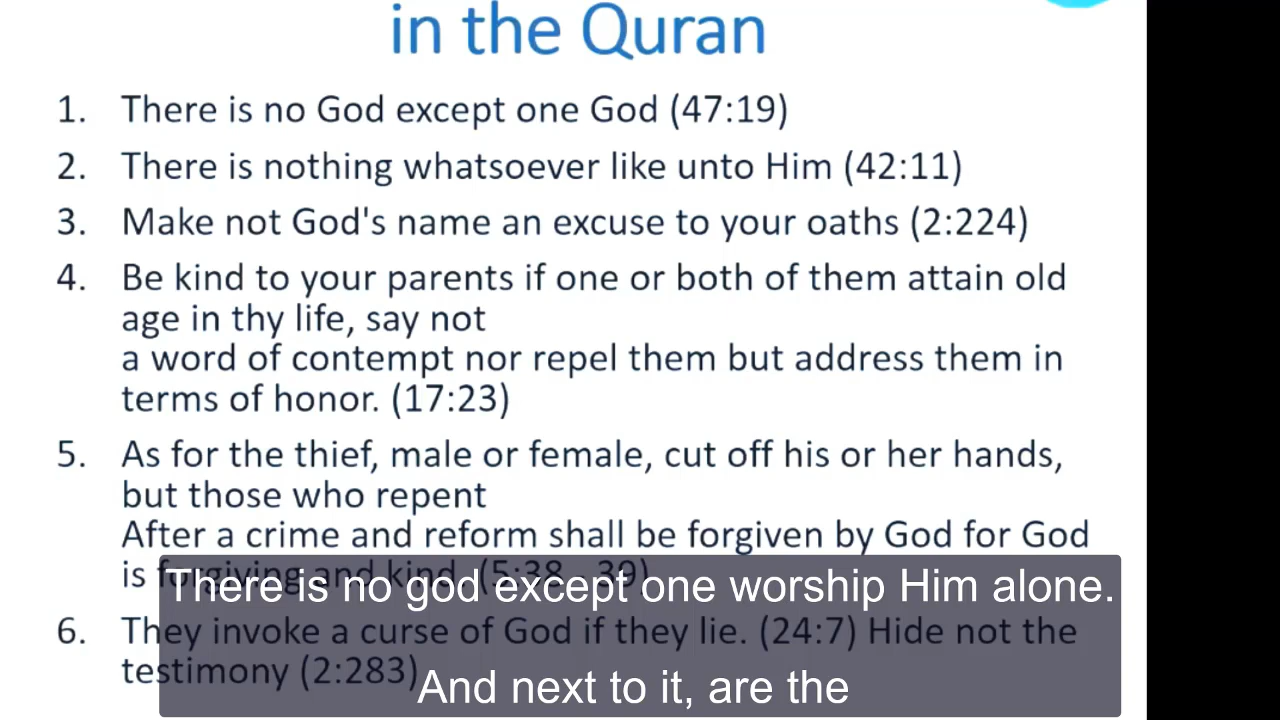 in the Quran
1. There is no God except one God (47:19)
2. There is nothing whatsoever like unto Him (42:11)
3. Make not God's name an excuse to your oaths (2:224)
4. Be kind to your parents if one or both of them attain old
age in thy life, say not
a word of contempt nor repel them but address them in
terms of honor. (17:23)
5. As for the thief, male or female, cut off his or her hands,
but those who repent
After a crime and reform shall be forgiven by God for God
is forgiving and kind. (5:38 - 39)
There is no god except one worship Him alone.
6. They invoke a curse of God if they lie. (24:7) Hide not the
testimony (2:283)
And next to it, are the